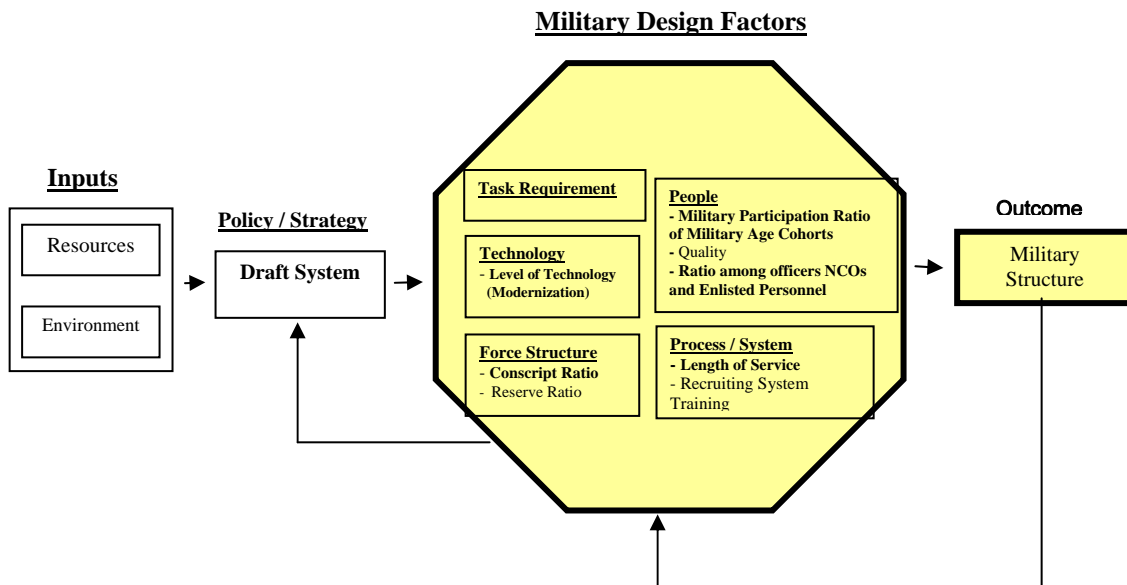 Military Design Factors
Inputs
Resources
Environment
Policy / Strategy
Draft System
Task Requirement
Technology
- Level of Technology
(Modernization)
Force Structure
- Conscript Ratio
- Reserve Ratio
People
- Military Participation Ratio
of Military Age Cohorts
- Quality
- Ratio among officers NCOs
and Enlisted Personnel
Process / System
- Length of Service
- Recruiting System
Training
Outcome
Military
Structure